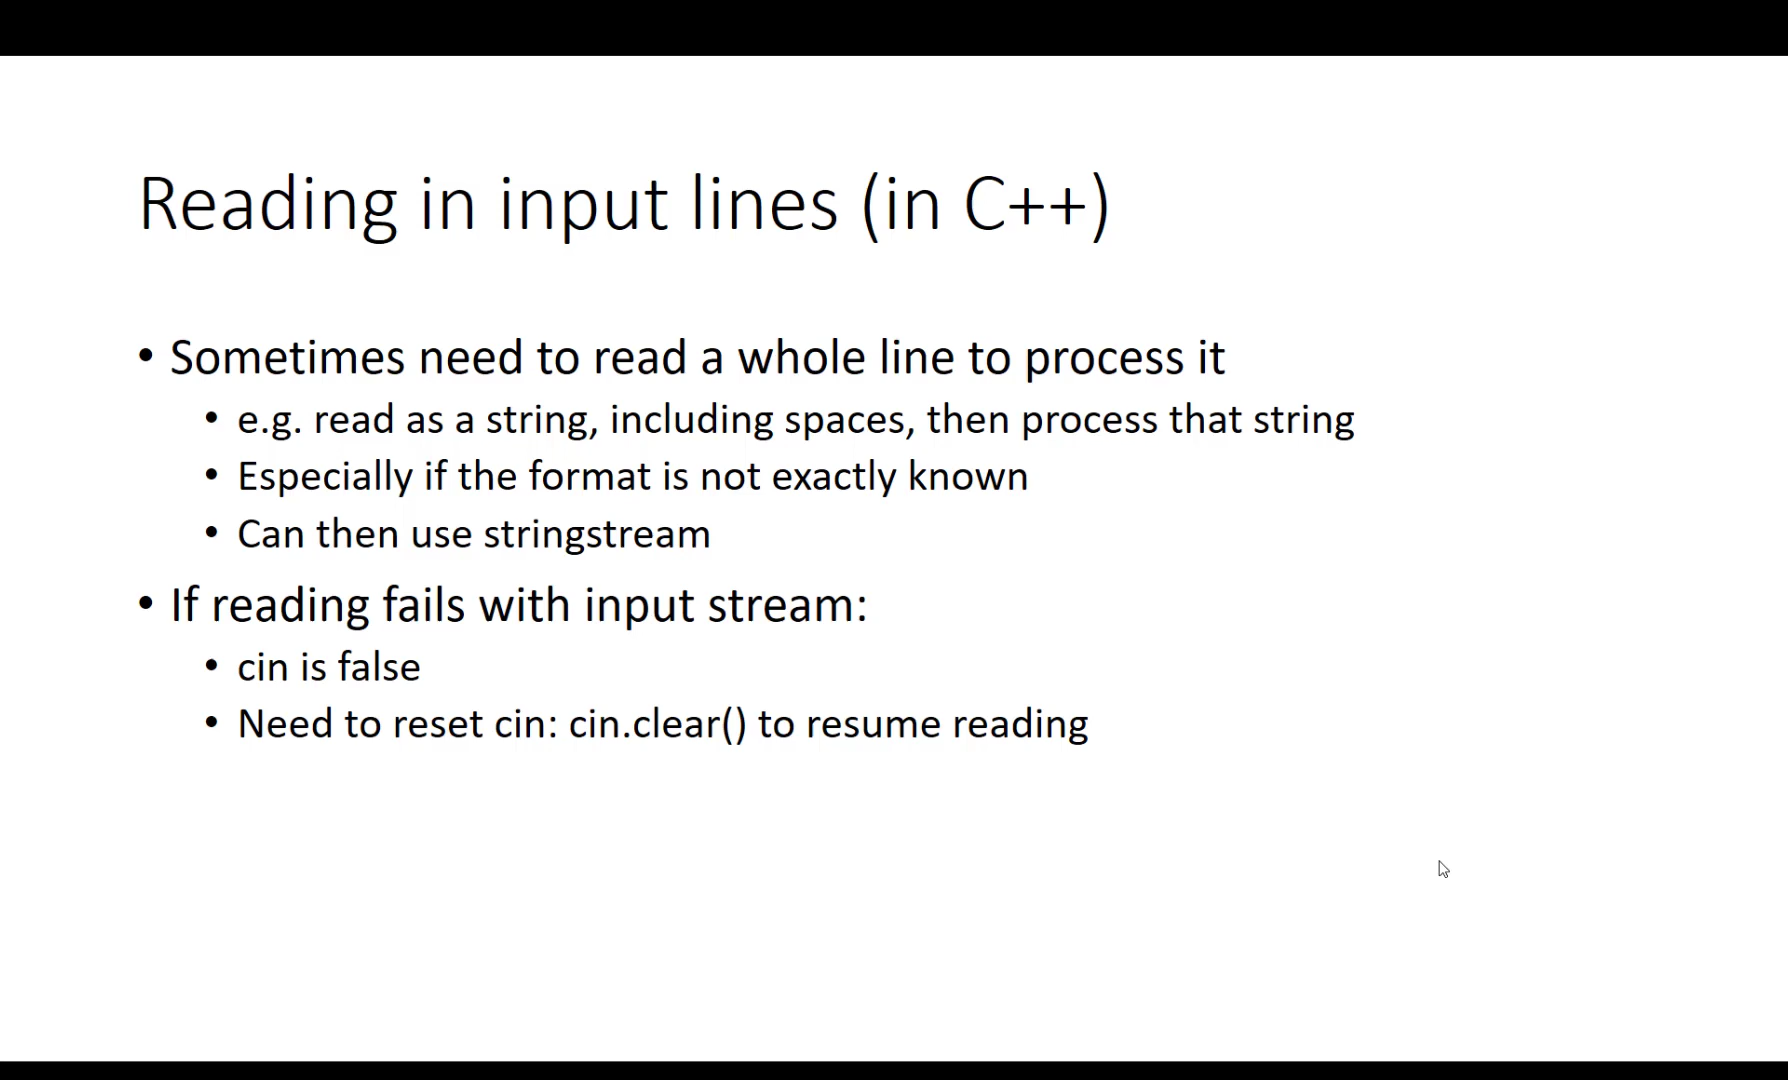 Reading in input lines (in C++)
• Sometimes need to read a whole line to process it
• e.g. read as a string, including spaces, then process that string
• Especially if the format is not exactly known
• Can then use stringstream
• If reading fails with input stream:
• cin is false
• Need to reset cin: cin.clear() to resume reading